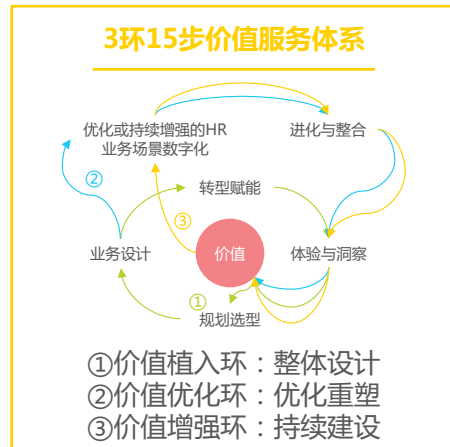 3环15步价值服务体系
优化或持续增强的HR
业务场景数字化
进化与整合
②
转型赋能
③
业务设计
价值
体验与洞察
①
规划选型
①价值植入环：整体设计
②价值优化环：优化重塑
③价值增强环：持续建设